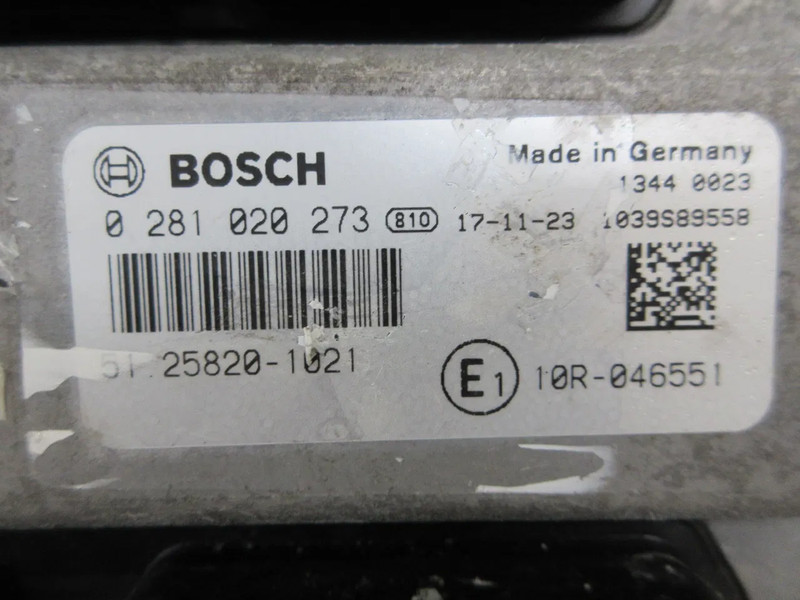 BOSCH
Made in Germany
1344 0023
0 281 020 273 810 17-11-23 1039S89558
51.25820-1021
E1 10R-046551